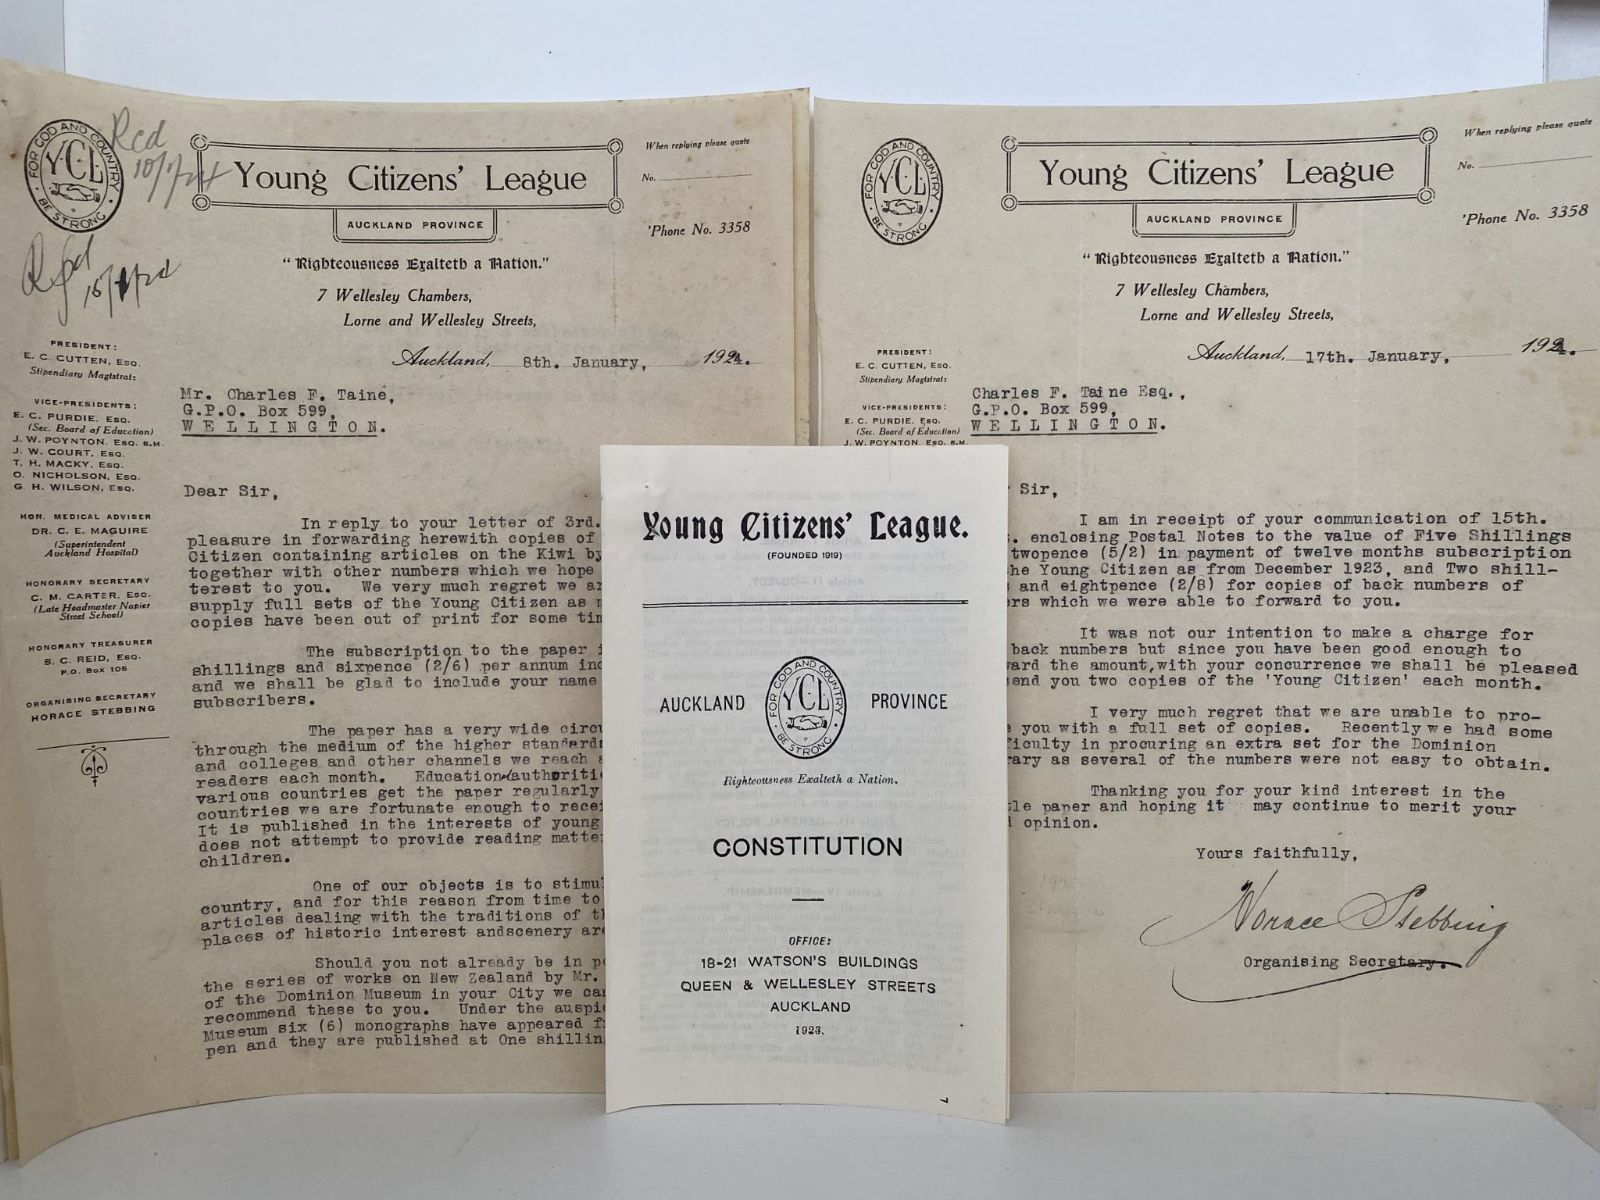 FOR GOD AND COUNTRY
YCL
BE STRONG
Rcd
10/1/24
Young Citizens' League
AUCKLAND PROVINCE
When replying please quote
No.
'Phone No. 3358
"Righteousness Exalteth a Nation."
7 Wellesley Chambers,
Lorne and Wellesley Streets,
Auckland, 8th. January, 1924.
PRESIDENT:
E. C. CUTTEN, ESQ.
Stipendiary Magistrate
VICE-PRESIDENTS:
E. C. PURDIE, ESQ.
(Sec. Board of Education)
J. W. POYNTON, ESQ. S.M.
J. W. COURT, ESQ.
T. H. MACKY, ESQ.
O. NICHOLSON, ESQ.
G. H. WILSON, ESQ.
HON. MEDICAL ADVISER
DR. C. E. MAGUIRE
(Superintendent
Auckland Hospital)
HONORARY SECRETARY
C. M. CARTER, ESQ.
(Late Headmaster Napier
Street School)
HONORARY TREASURER
S. C. REID, ESQ.
P.O. BOX 105
ORGANISING SECRETARY
HORACE STEBBING
Mr. Charles F. Taine,
G.P.O. Box 599,
WELLINGTON.
Dear Sir,
In reply to your letter of 3rd.
pleasure in forwarding herewith copies of
Citizen containing articles on the Kiwi by
together with other numbers which we hope
terest to you. We very much regret we
supply full sets of the Young Citizen as
copies have been out of print for some
The subscription to the paper
shillings and sixpence (2/6) per annum
and we shall be glad to include your name
subscribers.
The paper has a very wide
through the medium of the higher standards
and colleges and other channels we reach
readers each month. Education authorit
various countries get the paper regularly
countries we are fortunate enough to
It is published in the interests of young
does not attempt to provide reading
children.
One of our objects is to
country, and for this reason from time to
articles dealing with the traditions of
places of historic interest andscenery
Should you not already be in
the series of works on New Zealand by Mr.
of the Dominion Museum in your City we
recommend these to you. Under the
Museum six (6) monographs have appeared
pen and they are published at One
FOR GOD AND COUNTRY
YCL
BE STRONG
Young Citizens' League
AUCKLAND PROVINCE
When replying please quote
No.
'Phone No. 3358
"Righteousness Exalteth a Nation."
7 Wellesley Chambers,
Lorne and Wellesley Streets,
Auckland, 17th. January, 1924.
PRESIDENT:
E. C. CUTTEN, ESQ.
Stipendiary Magistrate
VICE-PRESIDENTS:
E. C. PURDIE, ESQ.
(Sec. Board of Education)
J. W. POYNTON, ESQ. S.M.
Charles F. Taine Esq.,
G.P.O. Box 599,
WELLINGTON.
Sir,
I am in receipt of your communication of 15th.
enclosing Postal Notes to the value of Five Shillings
twopence (5/2) in payment of twelve months subscription
he Young Citizen as from December 1923, and Two shill-
and eightpence (2/8) for copies of back numbers of
rs which we were able to forward to you.
It was not our intention to make a charge for
back numbers but since you have been good enough to
ard the amount,with your concurrence we shall be pleased
end you two copies of the 'Young Citizen' each month.
I very much regret that we are unable to pro-
you with a full set of copies. Recently we had some
iculty in procuring an extra set for the Dominion
rary as several of the numbers were not easy to obtain.
Thanking you for your kind interest in the
le paper and hoping it may continue to merit your
opinion.
Yours faithfully,
Horace Stebbing
Organising Secretary.
Young Citizens' League.
(FOUNDED 1919)
AUCKLAND
FOR GOD AND COUNTRY
YCL
BE STRONG
PROVINCE
Righteousness Exalteth a Nation.
CONSTITUTION
OFFICE:
18-21 WATSON'S BUILDINGS
QUEEN & WELLESLEY STREETS
AUCKLAND
1923.